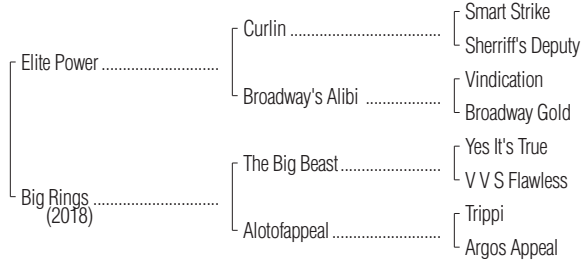 Smart Strike
Curlin ........................................
Sherriff's Deputy
Elite Power ...............................
Vindication
Broadway's Alibi ....................
Broadway Gold
Yes It's True
The Big Beast ...........................
V V S Flawless
Big Rings ..................................
(2018)
Trippi
Alotofappeal .............................
Argos Appeal